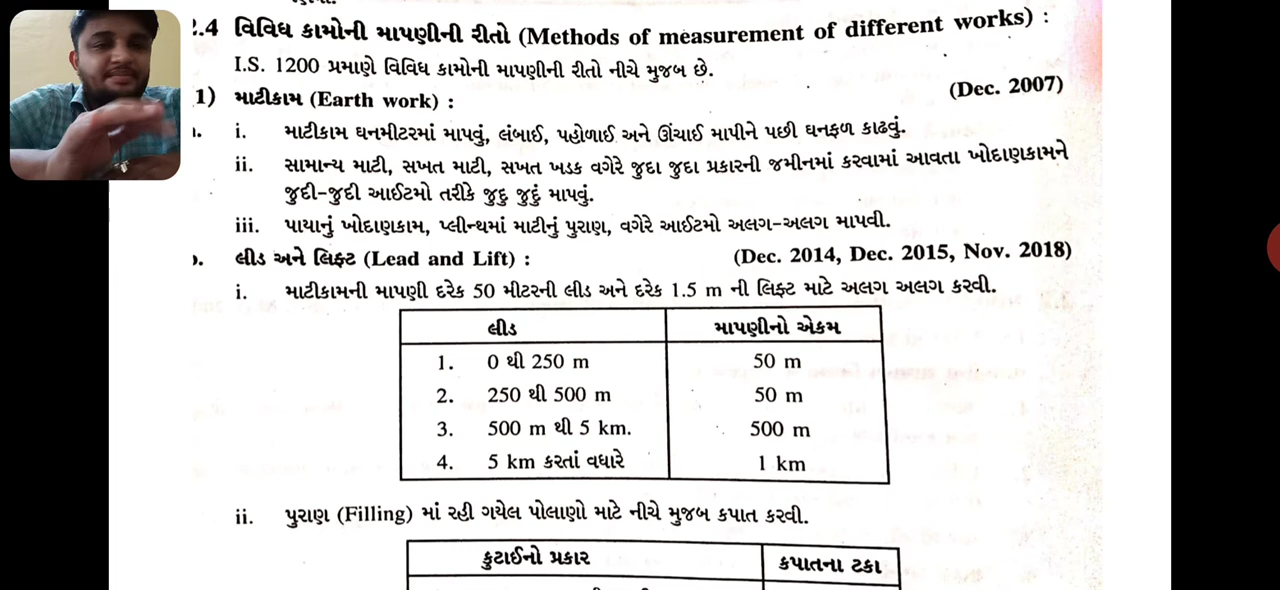 2.4 વિવિધ કામોની માપણીની રીતો (Methods of measurement of different works) :
I.S. 1200 પ્રમાણે વિવિધ કામોની માપણીની રીતો નીચે મુજબ છે.
1) માટીકામ (Earth work) : (Dec. 2007)
i. માટીકામ ઘનમીટરમાં માપવું, લંબાઈ, પહોળાઈ અને ઊંચાઈ માપીને પછી ઘનફળ કાઢવું.
ii. સામાન્ય માટી, સખત માટી, સખત ખડક વગેરે જુદા જુદા પ્રકારની જમીનમાં કરવામાં આવતા ખોદાણકામને
જુદી-જુદી આઈટમો તરીકે જુદુ જુદું માપવું.
iii. પાયાનું ખોદાણકામ, પ્લીન્થમાં માટીનું પુરાણ, વગેરે આઈટમો અલગ-અલગ માપવી.
લીડ અને લિફ્ટ (Lead and Lift) : (Dec. 2014, Dec. 2015, Nov. 2018)
i. માટીકામની માપણી દરેક 50 મીટરની લીડ અને દરેક 1.5 m ની લિફ્ટ માટે અલગ અલગ કરવી.
લીડ માપણીનો એકમ
1. 0 થી 250 m 50 m
2. 250 થી 500 m 50 m
3. 500 m થી 5 km. 500 m
4. 5 km કરતાં વધારે 1 km
ii. પુરાણ (Filling) માં રહી ગયેલ પોલાણો માટે નીચે મુજબ કપાત કરવી.
કુટાઈનો પ્રકાર કપાતના ટકા